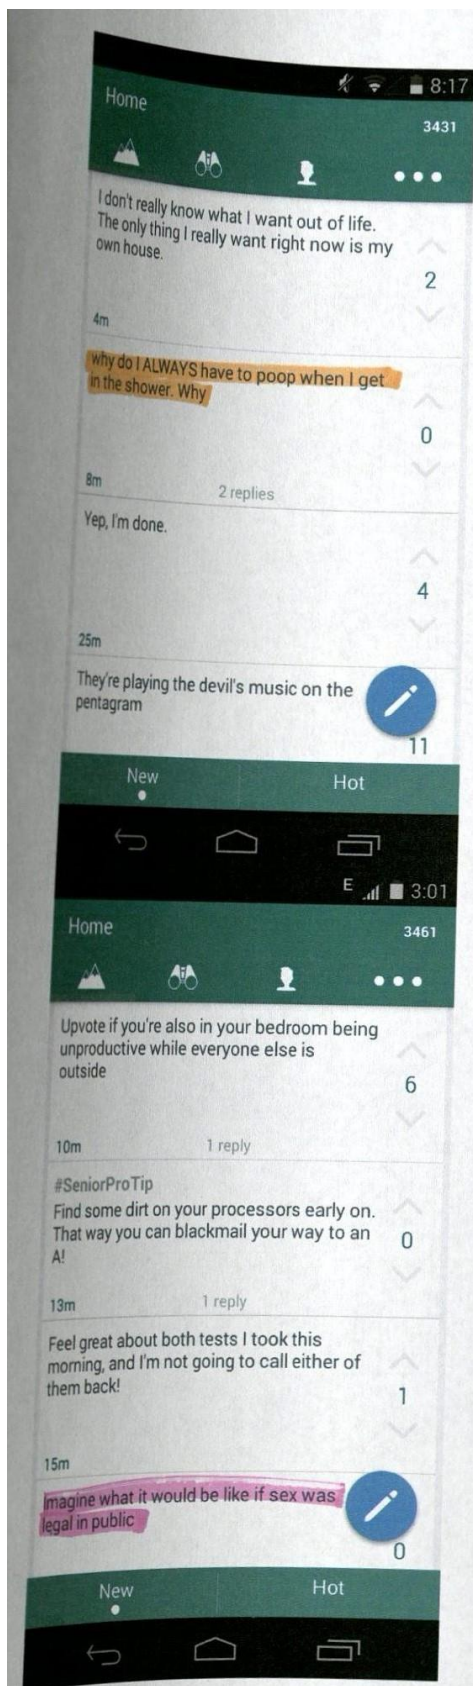 8:17
Home
3431
I don't really know what I want out of life.
The only thing I really want right now is my
own house.
2
4m
why do I ALWAYS have to poop when I get
in the shower. Why
0
8m
2 replies
Yep, I'm done.
4
25m
They're playing the devil's music on the
pentagram
11
New
Hot
E
3:01
Home
3461
Upvote if you're also in your bedroom being
unproductive while everyone else is
outside
6
10m
1 reply
#SeniorProTip
Find some dirt on your processors early on.
That way you can blackmail your way to an
A!
0
13m
1 reply
Feel great about both tests I took this
morning, and I'm not going to call either of
them back!
1
15m
Imagine what it would be like if sex was
legal in public
0
New
Hot